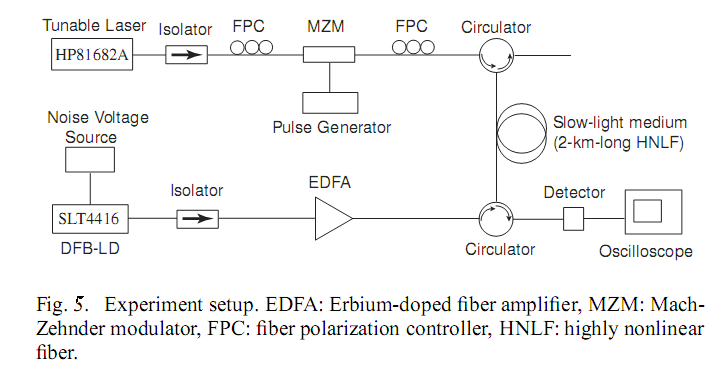 Tunable Laser
Isolator
FPC
MZM
FPC
Circulator
HP81682A
Pulse Generator
Noise Voltage
Source
Slow-light medium
(2-km-long HNLF)
Isolator
EDFA
Detector
SLT4416
DFB-LD
Circulator
Oscilloscope
Fig. 5. Experiment setup. EDFA: Erbium-doped fiber amplifier, MZM: Mach-
Zehnder modulator, FPC: fiber polarization controller, HNLF: highly nonlinear
fiber.